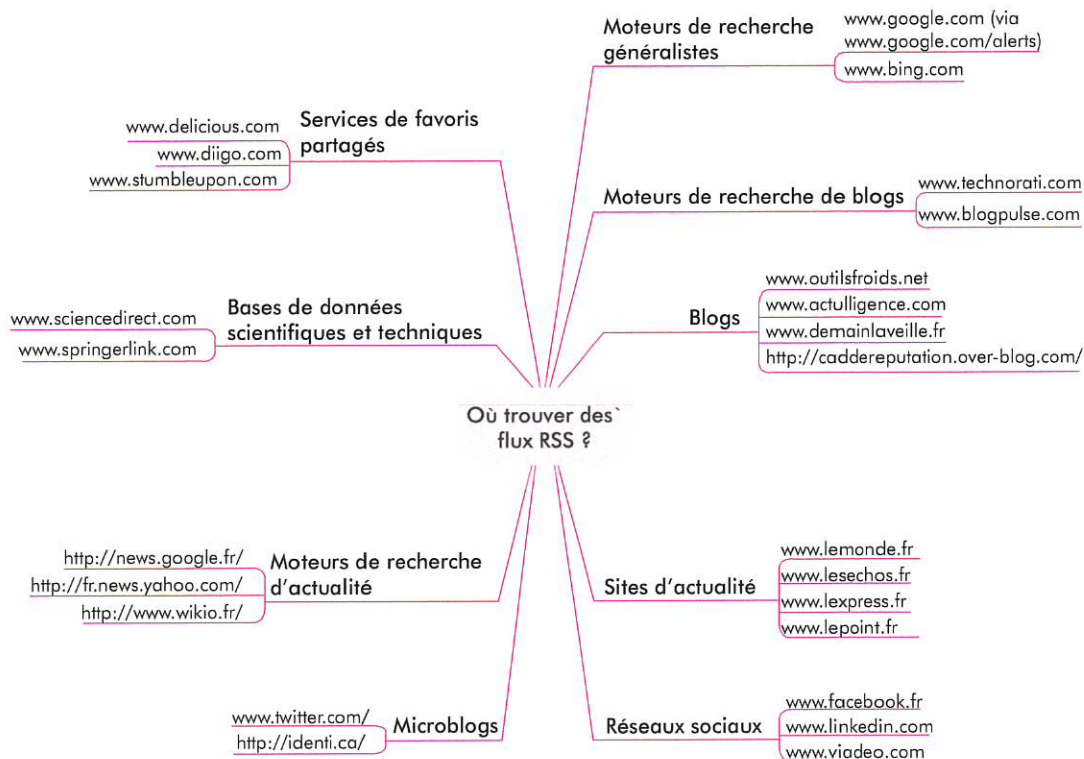 Où trouver des`
flux RSS ?
Moteurs de recherche
généralistes
www.google.com (via
www.google.com/alerts)
www.bing.com
Moteurs de recherche de blogs
www.technorati.com
www.blogpulse.com
Blogs
www.outilsfroids.net
www.actulligence.com
www.demainlaveille.fr
http://caddereputation.over-blog.com/
Sites d'actualité
www.lemonde.fr
www.lesechos.fr
www.lexpress.fr
www.lepoint.fr
Réseaux sociaux
www.facebook.fr
www.linkedin.com
www.viadeo.com
Services de favoris
partagés
www.delicious.com
www.diigo.com
www.stumbleupon.com
Bases de données
scientifiques et techniques
www.sciencedirect.com
www.springerlink.com
Moteurs de recherche
d'actualité
http://news.google.fr/
http://fr.news.yahoo.com/
http://www.wikio.fr/
Microblogs
www.twitter.com/
http://identi.ca/